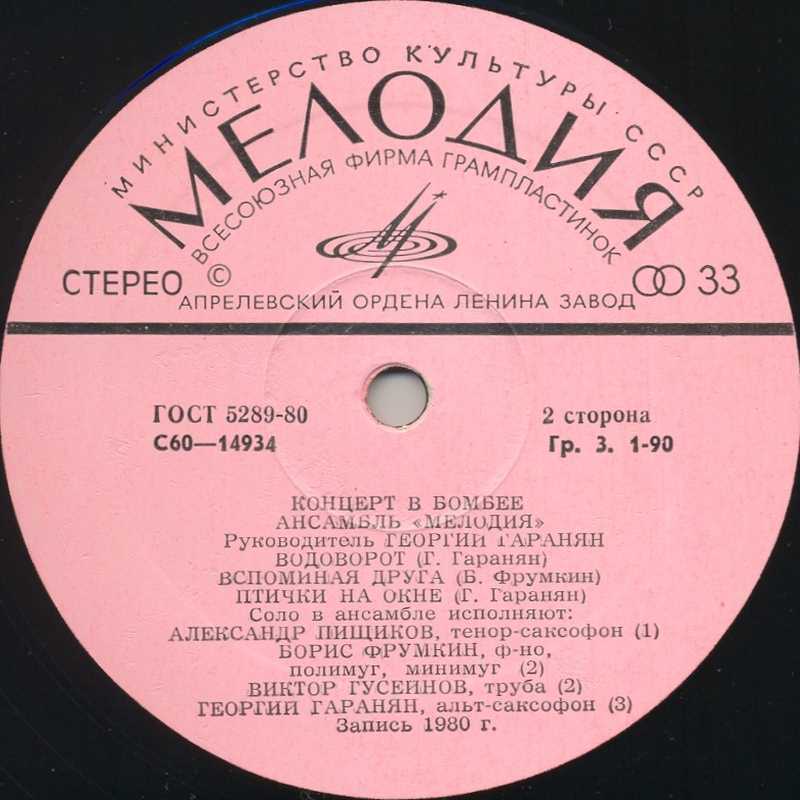 МИНИСТЕРСТВО КУЛЬТУРЫ СССР
МЕЛОДИЯ
ВСЕСОЮЗНАЯ ФИРМА ГРАМПЛАСТИНОК
СТЕРЕО © 33
АПРЕЛЕВСКИЙ ОРДЕНА ЛЕНИНА ЗАВОД
ГОСТ 5289-80 2 сторона
С60—14934 Гр. 3. 1-90
КОНЦЕРТ В БОМБЕЕ
АНСАМБЛЬ «МЕЛОДИЯ»
Руководитель ГЕОРГИЙ ГАРАНЯН
ВОДОВОРОТ (Г. Гаранян)
ВСПОМИНАЯ ДРУГА (Б. Фрумкин)
ПТИЧКИ НА ОКНЕ (Г. Гаранян)
Соло в ансамбле исполняют:
АЛЕКСАНДР ПИЩИКОВ, тенор-саксофон (1)
БОРИС ФРУМКИН, ф-но,
полимуг, минимуг (2)
ВИКТОР ГУСЕЙНОВ, труба (2)
ГЕОРГИЙ ГАРАНЯН, альт-саксофон (3)
Запись 1980 г.